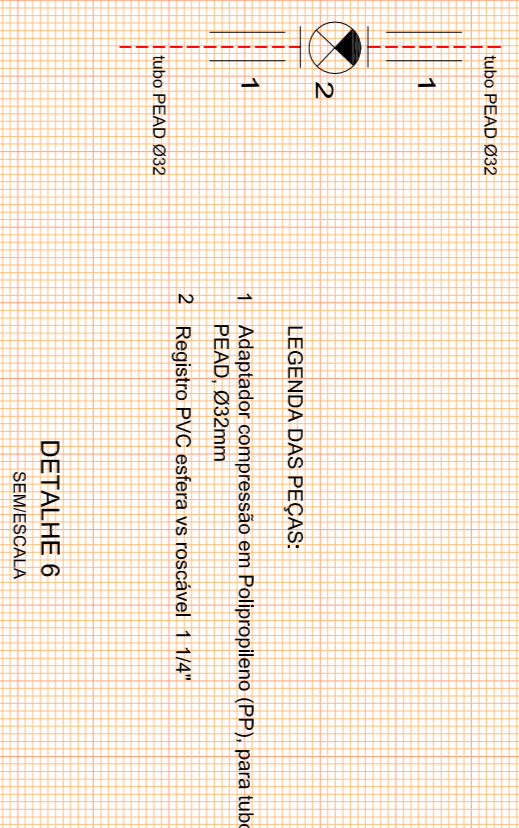 tubo PEAD Ø32
1
2
1
tubo PEAD Ø32
LEGENDA DAS PEÇAS:
1 Adaptador compressão em Polipropileno (PP), para tubo
PEAD, Ø32mm
2 Registro PVC esfera vs roscável 1 1/4"
DETALHE 6
SEM/ESCALA